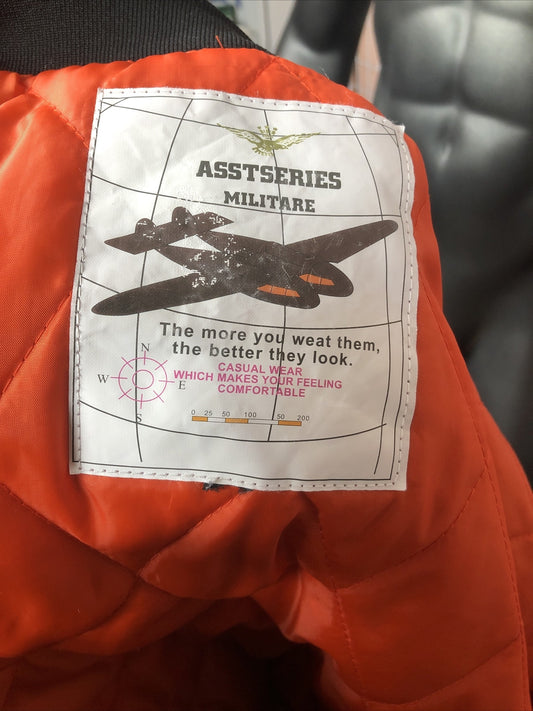 ASSTSERIES
MILITARE
The more you weat them,
the better they look.
CASUAL WEAR
WHICH MAKES YOUR FEELING
COMFORTABLE
N
W E
S
0 25 50 100 50 200